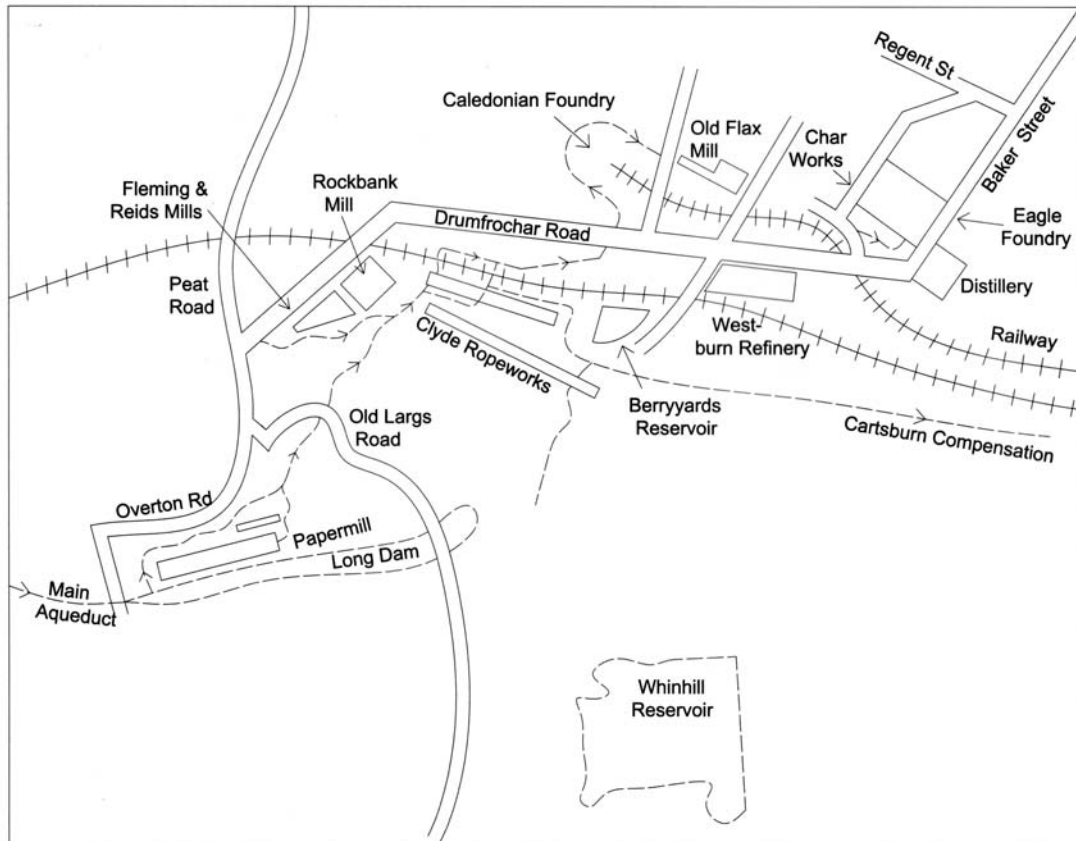 Regent St
Caledonian Foundry
Old Flax
Mill
Char
Works
Baker Street
Fleming &
Reids Mills
Rockbank
Mill
Drumfrochar Road
Eagle
Foundry
Peat
Road
Distillery
Clyde Ropeworks
West-
burn Refinery
Railway
Berryyards
Reservoir
Old Largs
Road
Cartsburn Compensation
Overton Rd
Papermill
Long Dam
Main
Aqueduct
Whinhill
Reservoir